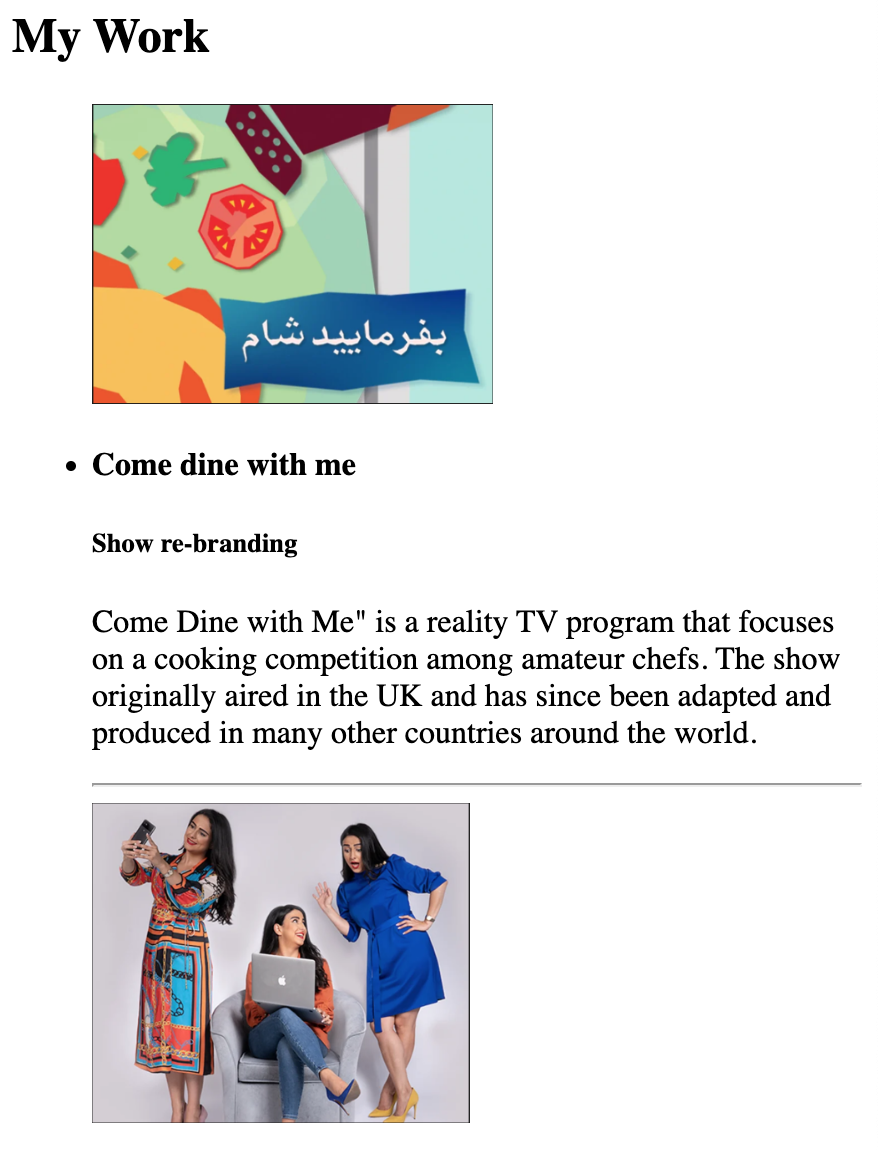 My Work
بفرمایید شام
Come dine with me
Show re-branding
Come Dine with Me" is a reality TV program that focuses
on a cooking competition among amateur chefs. The show
originally aired in the UK and has since been adapted and
produced in many other countries around the world.